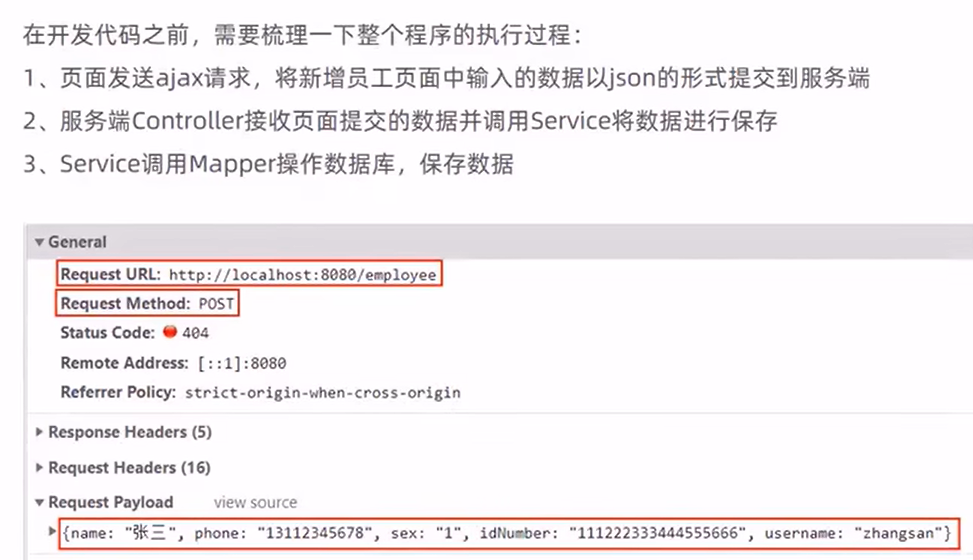 在开发代码之前，需要梳理一下整个程序的执行过程：
1、页面发送ajax请求，将新增员工页面中输入的数据以json的形式提交到服务端
2、服务端Controller接收页面提交的数据并调用Service将数据进行保存
3、Service调用Mapper操作数据库，保存数据
General
Request URL: http://localhost:8080/employee
Request Method: POST
Status Code: 404
Remote Address: [::1]:8080
Referrer Policy: strict-origin-when-cross-origin
Response Headers (5)
Request Headers (16)
Request Payload view source
{name: "张三", phone: "13112345678", sex: "1", idNumber: "111222333444555666", username: "zhangsan"}